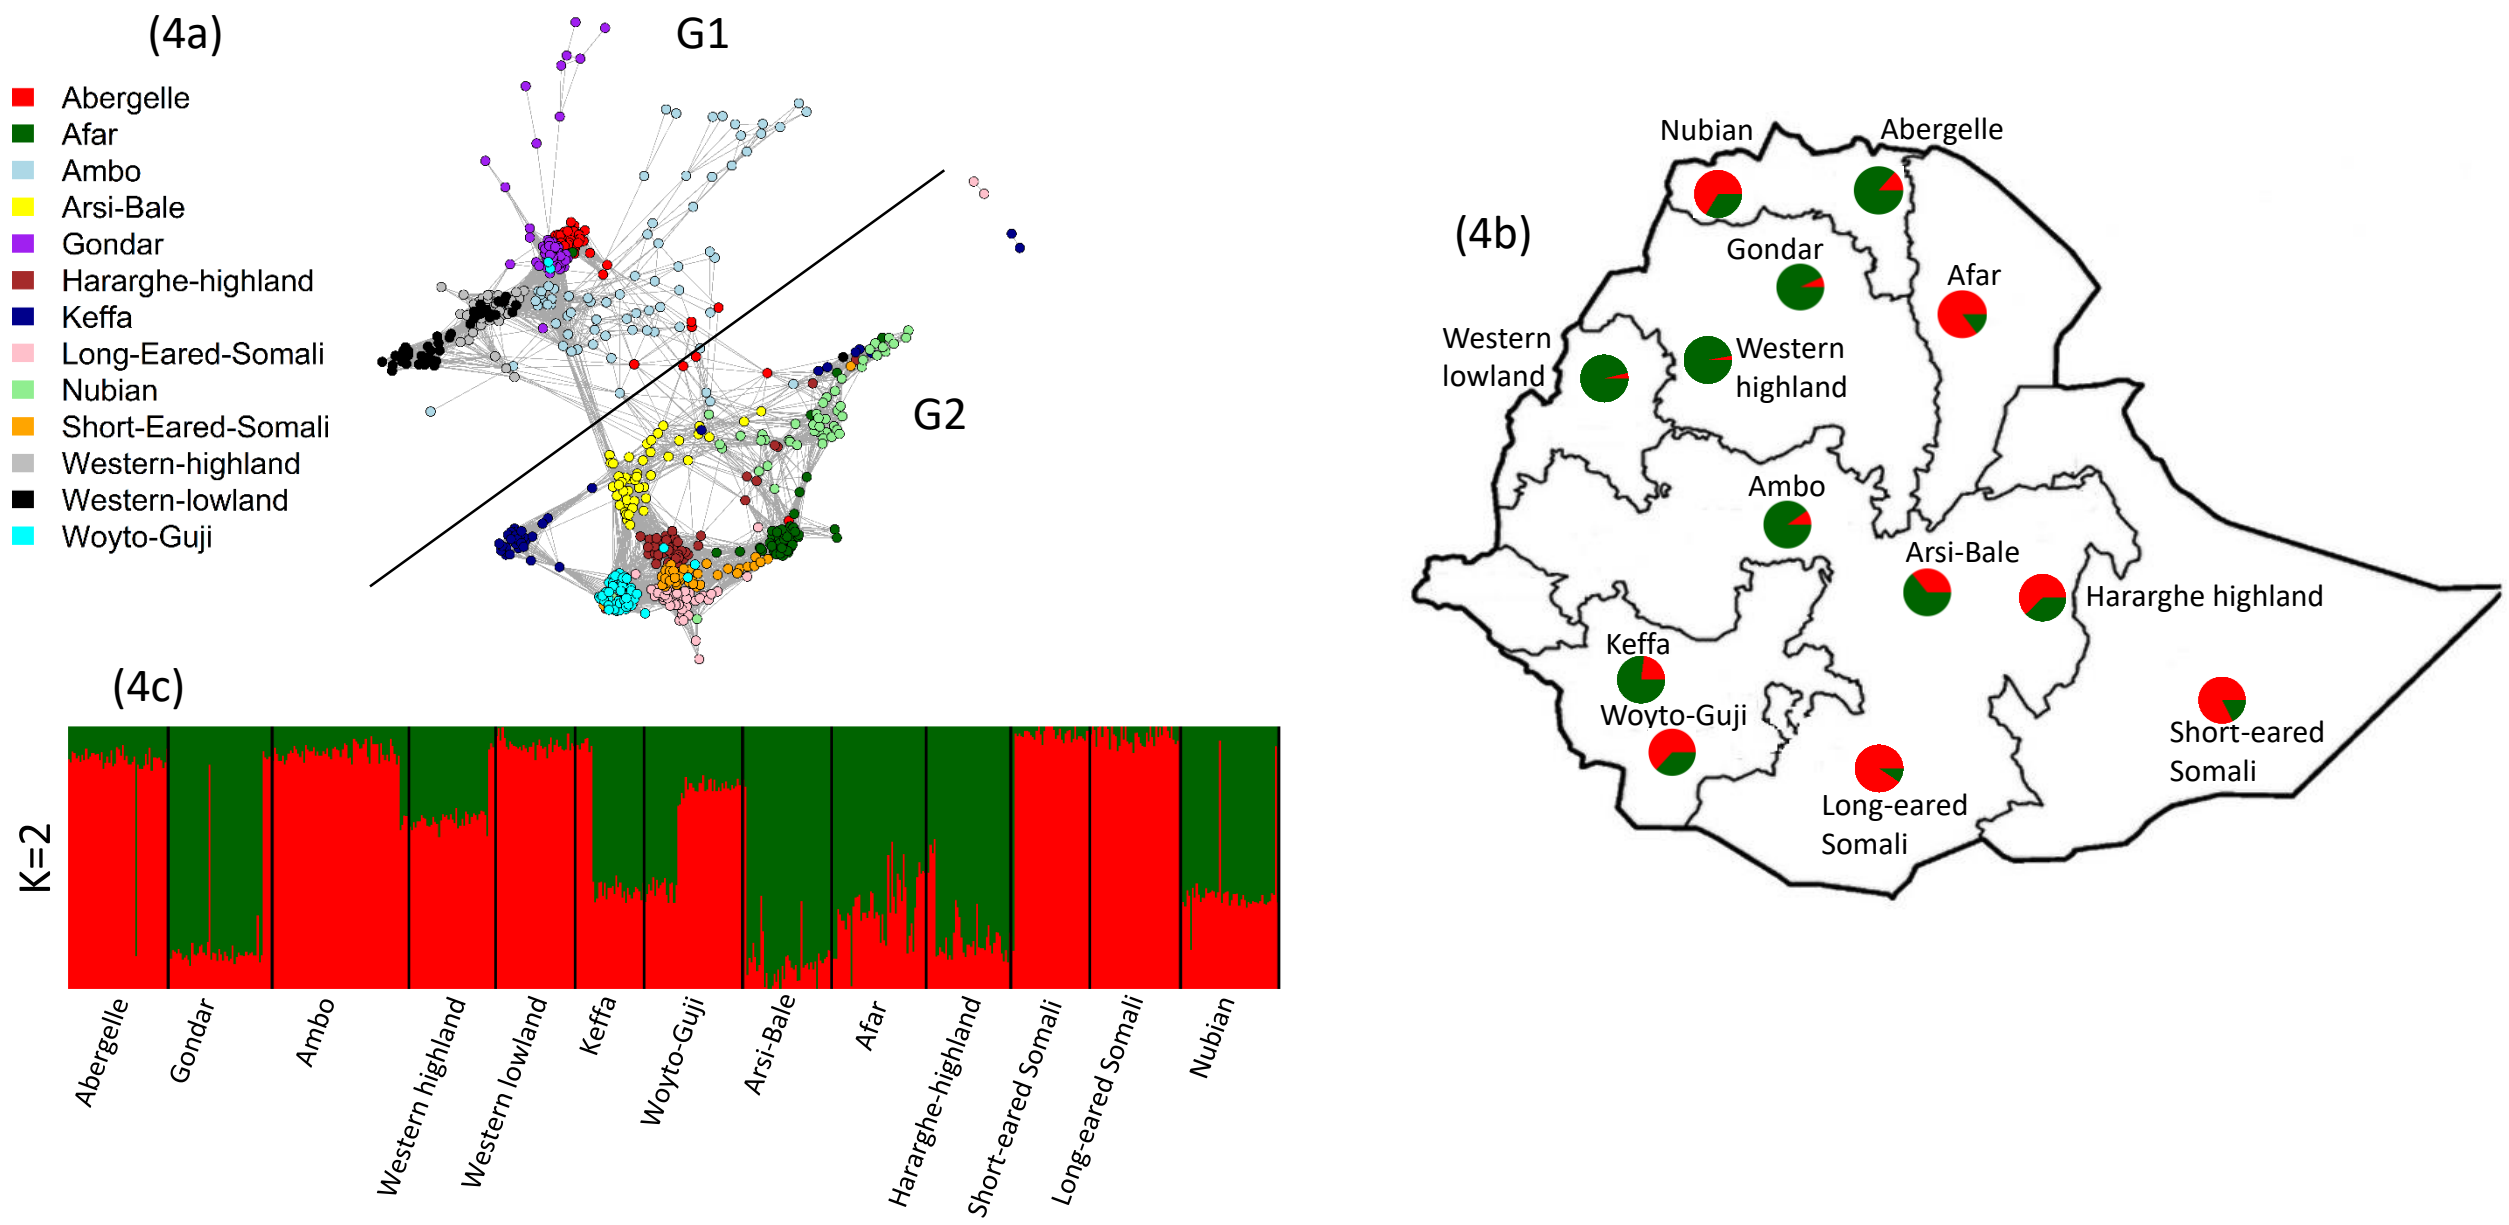 (4a)
G1
Abergelle
Afar
Ambo
Arsi-Bale
Gondar
Hararghe-highland
Keffa
Long-Eared-Somali
Nubian
Short-Eared-Somali
Western-highland
Western-lowland
Woyto-Guji
G2
(4b)
Nubian
Abergelle
Gondar
Afar
Western
lowland
Western
highland
Ambo
Arsi-Bale
Hararghe highland
Keffa
Woyto-Guji
Short-eared
Somali
Long-eared
Somali
(4c)
K=2
Abergelle
Gondar
Ambo
Western highland
Western lowland
Keffa
Woyto-Guji
Arsi-Bale
Afar
Hararghe-highland
Short-eared Somali
Long-eared Somali
Nubian